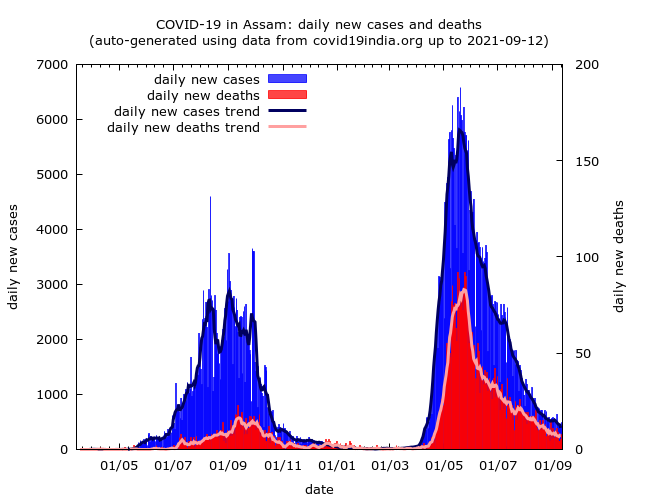 COVID-19 in Assam: daily new cases and deaths
(auto-generated using data from covid19india.org up to 2021-09-12)
daily new cases
daily new deaths
daily new cases trend
daily new deaths trend
7000
6000
5000
4000
3000
2000
1000
0
daily new cases
200
150
100
50
0
daily new deaths
01/05 01/07 01/09 01/11 01/01 01/03 01/05 01/07 01/09
date